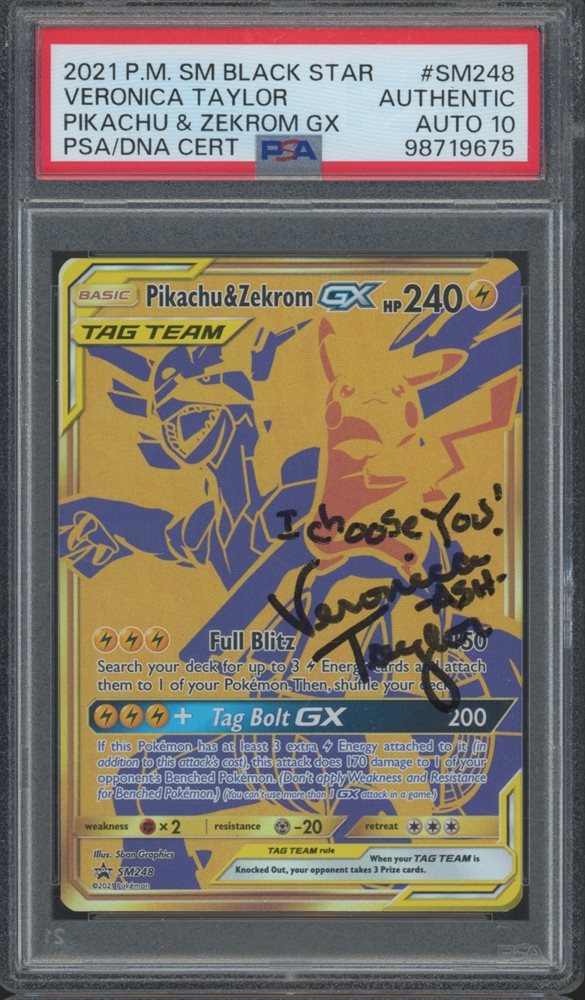 2021 P.M. SM BLACK STAR #SM248
VERONICA TAYLOR AUTHENTIC
PIKACHU & ZEKROM GX AUTO 10
PSA/DNA CERT PSA 98719675
BASIC Pikachu&Zekrom GX HP 240
TAG TEAM
I choose You!
Veronica
-ASH-
Taylor
Full Blitz 150
Search your deck for up to 3 Energy cards and attach
them to 1 of your Pokémon. Then, shuffle your deck.
+ Tag Bolt GX 200
If this Pokémon has at least 3 extra Energy attached to it (in
addition to this attack's cost), this attack does 170 damage to 1 of your
opponent's Benched Pokémon. (Don't apply Weakness and Resistance
for Benched Pokémon.) (You can't use more than 1 GX attack in a game.)
weakness ×2 resistance -20 retreat
Illus. 5ban Graphics
SM248
©2021 Pokémon
TAG TEAM rule
When your TAG TEAM is
Knocked Out, your opponent takes 3 Prize cards.
PSA